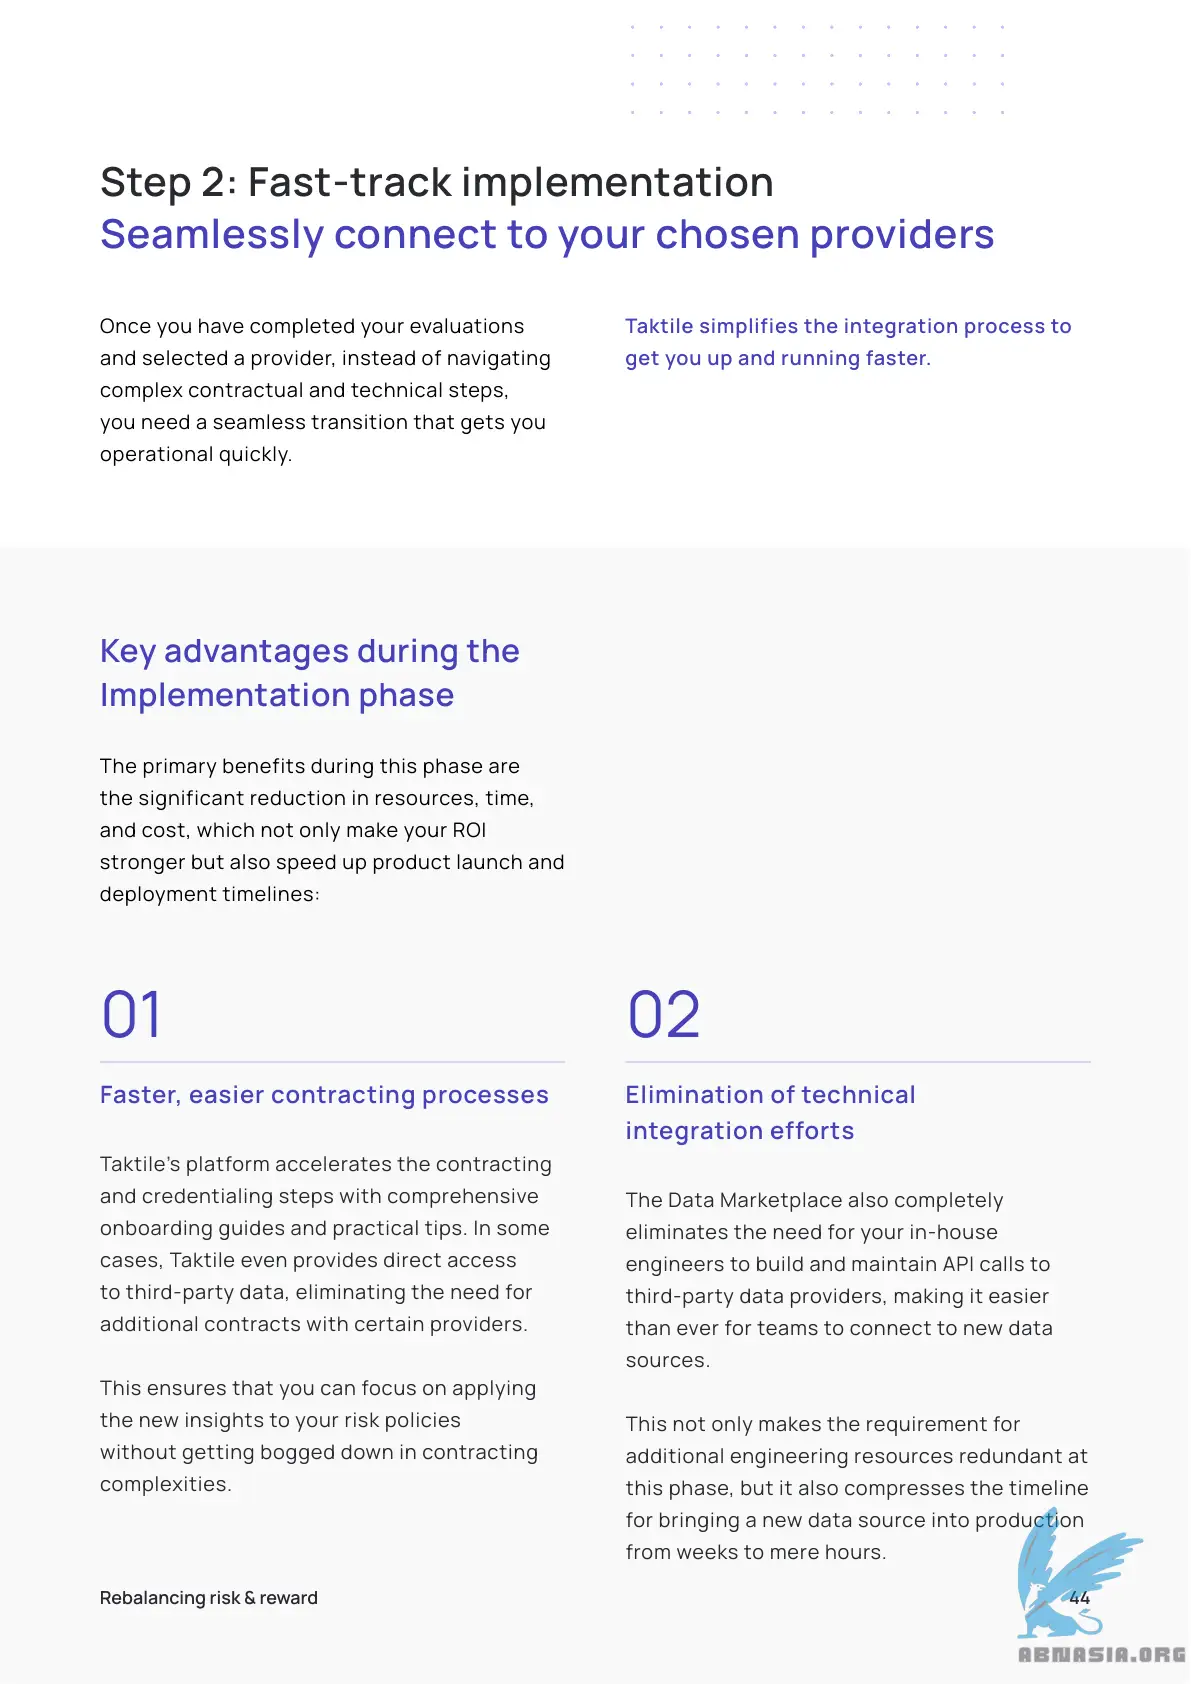 Step 2: Fast-track implementation
Seamlessly connect to your chosen providers
Once you have completed your evaluations
and selected a provider, instead of navigating
complex contractual and technical steps,
you need a seamless transition that gets you
operational quickly.
Taktile simplifies the integration process to
get you up and running faster.
Key advantages during the
Implementation phase
The primary benefits during this phase are
the significant reduction in resources, time,
and cost, which not only make your ROI
stronger but also speed up product launch and
deployment timelines:
01
Faster, easier contracting processes
Taktile’s platform accelerates the contracting
and credentialing steps with comprehensive
onboarding guides and practical tips. In some
cases, Taktile even provides direct access
to third-party data, eliminating the need for
additional contracts with certain providers.
This ensures that you can focus on applying
the new insights to your risk policies
without getting bogged down in contracting
complexities.
02
Elimination of technical
integration efforts
The Data Marketplace also completely
eliminates the need for your in-house
engineers to build and maintain API calls to
third-party data providers, making it easier
than ever for teams to connect to new data
sources.
This not only makes the requirement for
additional engineering resources redundant at
this phase, but it also compresses the timeline
for bringing a new data source into production
from weeks to mere hours.
Rebalancing risk & reward
44
ABNASIA.ORG